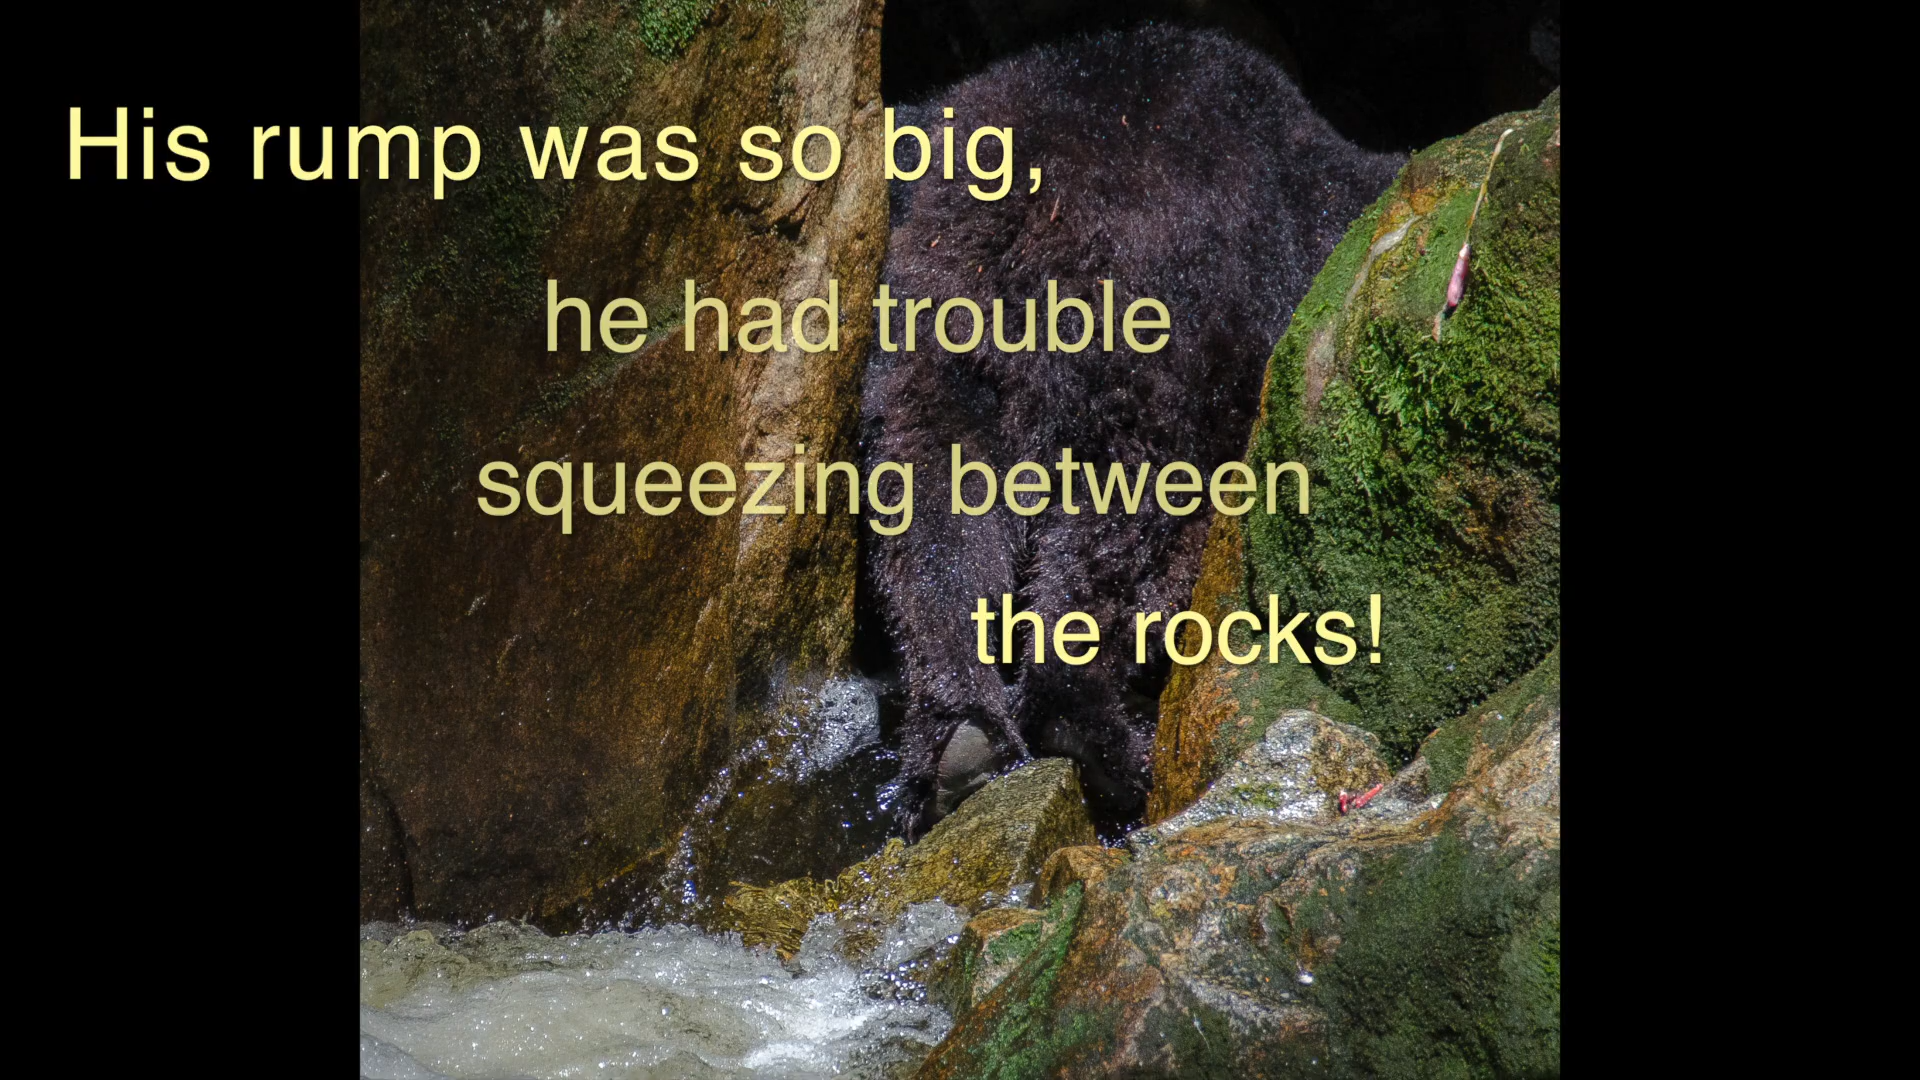 His rump was so big,
he had trouble
squeezing between
the rocks!